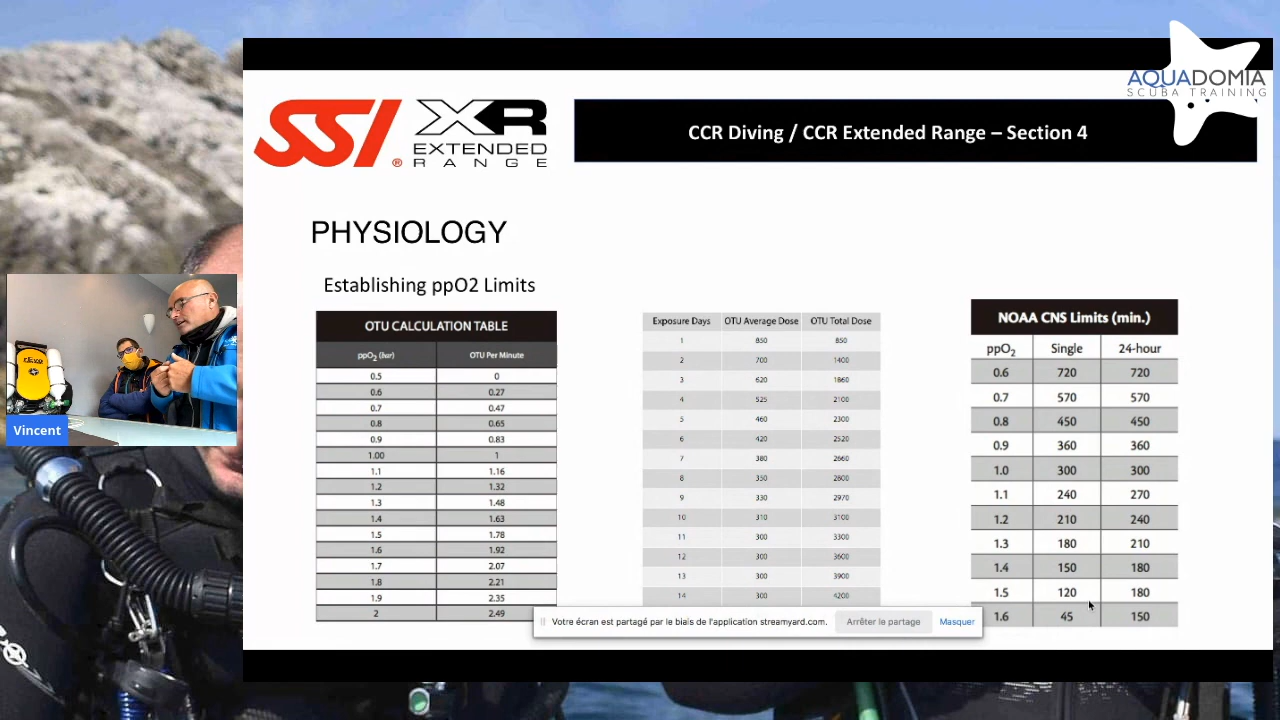 AQUADOMIA
SCUBA TRAINING
SSI® XR
EXTENDED
RANGE
CCR Diving / CCR Extended Range – Section 4
PHYSIOLOGY
Establishing ppO2 Limits
OTU CALCULATION TABLE
ppO2 OTU Per Minute
0.5 0
0.6 0.27
0.7 0.47
0.8 0.65
0.9 0.83
1.00 1
1.1 1.16
1.2 1.32
1.3 1.48
1.4 1.63
1.5 1.78
1.6 1.92
1.7 2.07
1.8 2.21
1.9 2.35
2 2.49
Exposure Days OTU Average Dose OTU Total Dose
1 850 850
2 700 1400
3 620 1860
4 525 2100
5 460 2300
6 420 2520
7 380 2660
8 350 2800
9 330 2970
10 310 3100
11 300 3300
12 300 3600
13 300 3900
14 300 4200
NOAA CNS Limits (min.)
ppO2 Single 24-hour
0.6 720 720
0.7 570 570
0.8 450 450
0.9 360 360
1.0 300 300
1.1 240 270
1.2 210 240
1.3 180 210
1.4 150 180
1.5 120 180
1.6 45 150
Vincent
Votre écran est partagé par le biais de l'application streamyard.com. Arrêter le partage Masquer